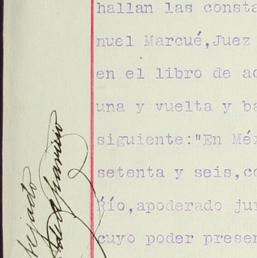 hallan las consta
nuel Marcué,Juez
en el libro de ac
una y vuelta y ba
siguiente:"En Méx
setenta y seis,co
Río,apoderado jur
cuyo poder presen